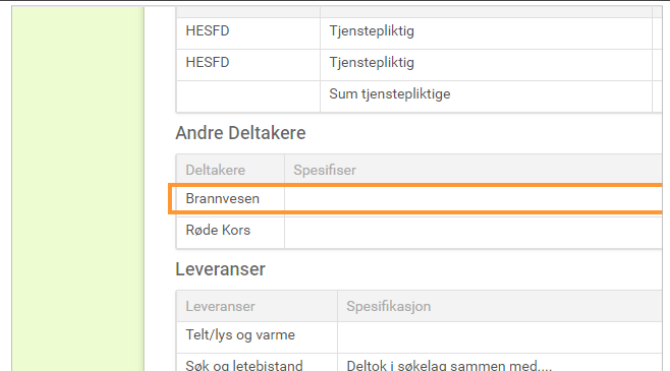 HESFD Tjenstepliktig
HESFD Tjenstepliktig
Sum tjenstepliktige
Andre Deltakere
Deltakere Spesifiser
Brannvesen
Røde Kors
Leveranser
Leveranser Spesifikasjon
Telt/lys og varme
Søk og letebistand Deltok i søkelag sammen med....